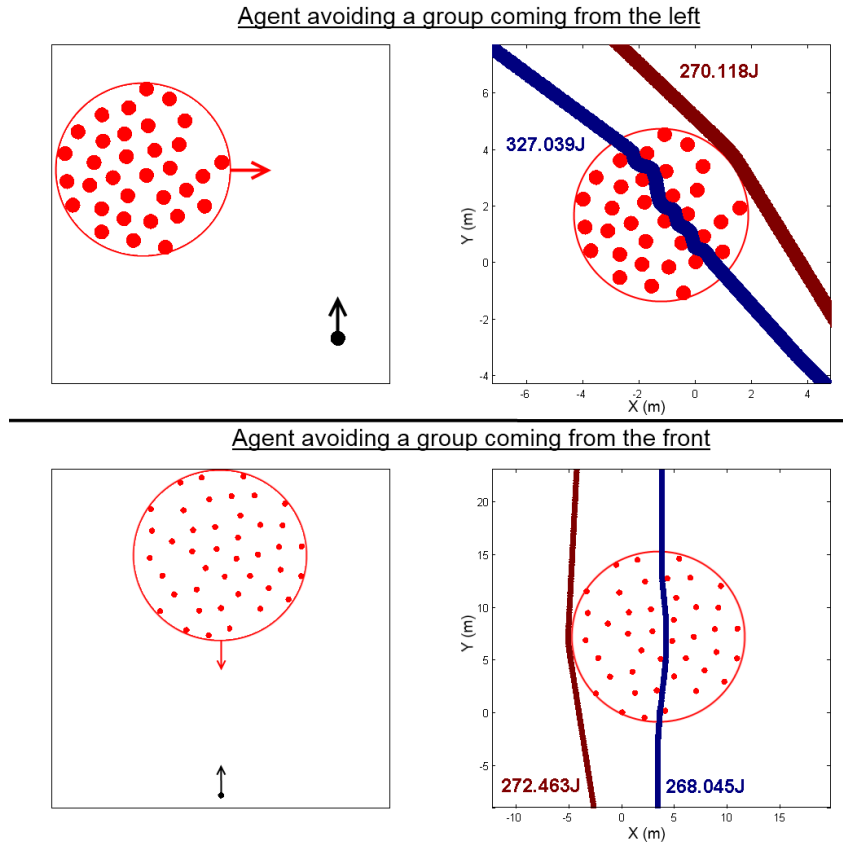 Agent avoiding a group coming from the left
270.118J
327.039J
6
4
2
0
-2
-4
Y (m)
-6 -4 -2 0 2 4
X (m)
Agent avoiding a group coming from the front
20
15
10
5
0
-5
Y (m)
272.463J 268.045J
-10 -5 0 5 10 15
X (m)